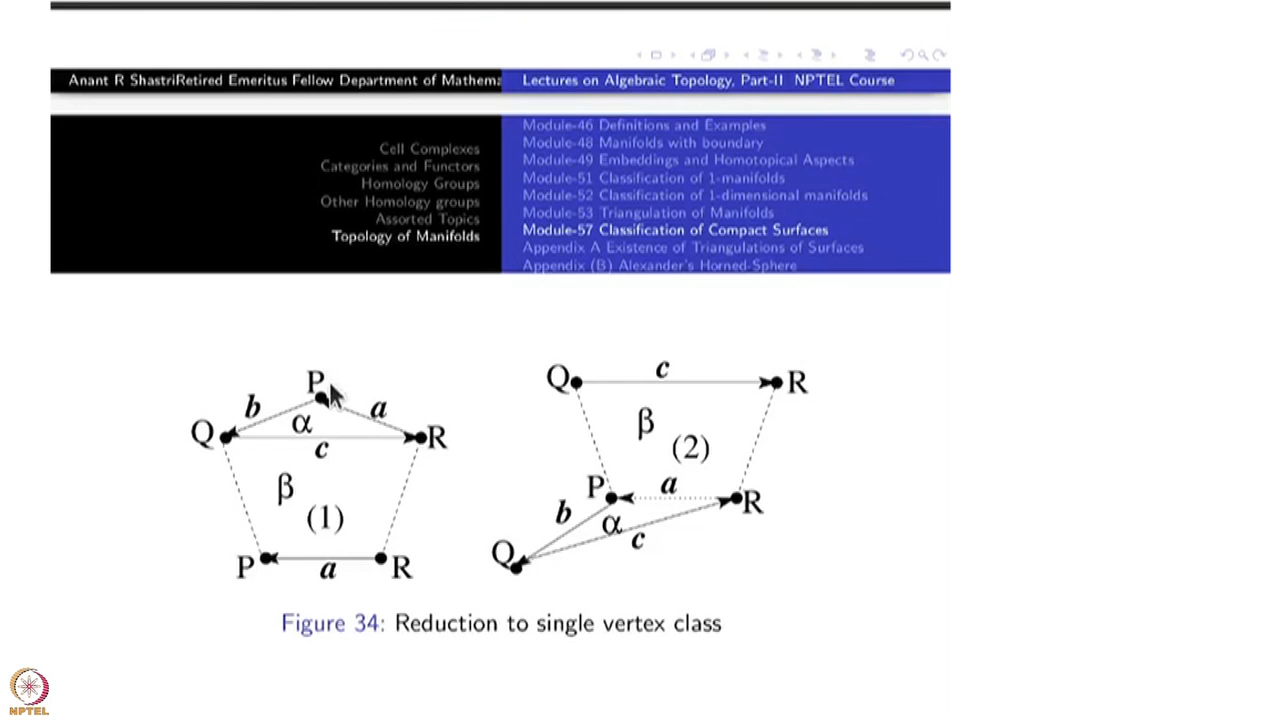 Anant R ShastriRetired Emeritus Fellow Department of Mathema
Lectures on Algebraic Topology, Part-II NPTEL Course
Cell Complexes
Categories and Functors
Homology Groups
Other Homology groups
Assorted Topics
Topology of Manifolds
Module-46 Definitions and Examples
Module-48 Manifolds with boundary
Module-49 Embeddings and Homotopical Aspects
Module-51 Classification of 1-manifolds
Module-52 Classification of 1-dimensional manifolds
Module-53 Triangulation of Manifolds
Module-57 Classification of Compact Surfaces
Appendix A Existence of Triangulations of Surfaces
Appendix (B) Alexander's Horned-Sphere
P
b a
α
Q R
c
β
(1)
P R
a
c
Q R
β
(2)
P a R
b α
c
Q
Figure 34: Reduction to single vertex class
NPTEL